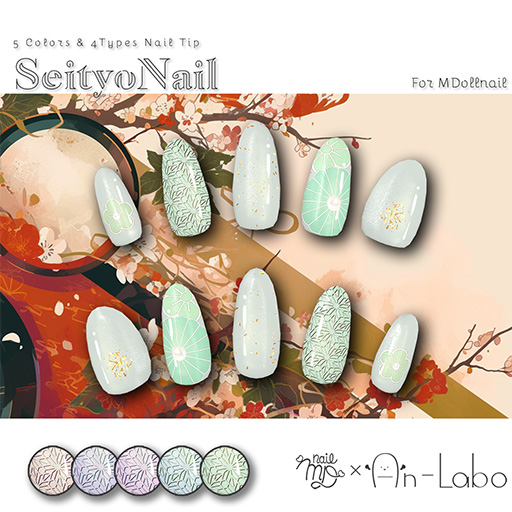 5 Colors & 4Types Nail Tip
SeityoNail
For MDollnail
nail
MD × An-Labo